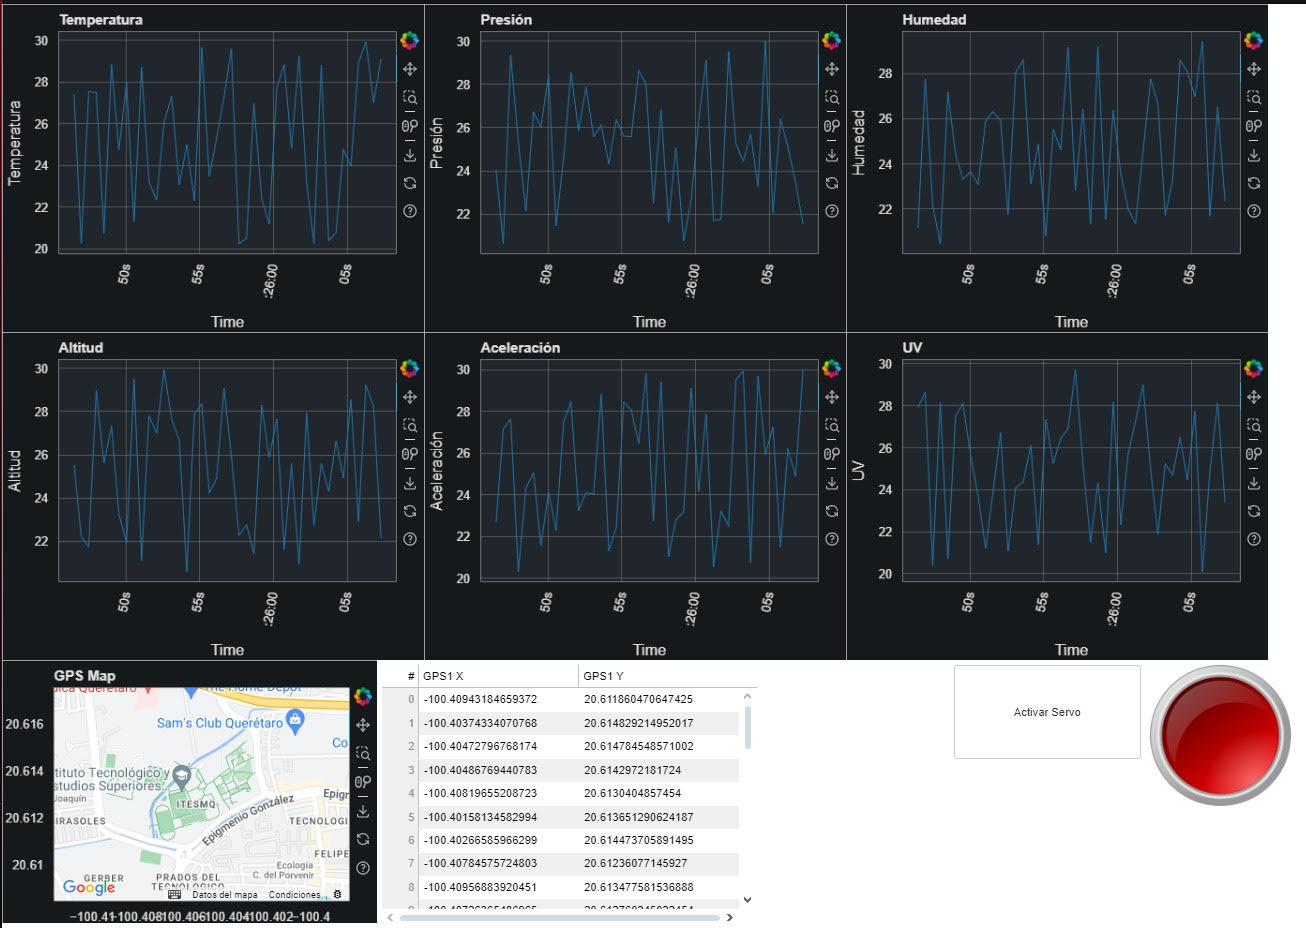 Temperatura
30
28
26
24
22
20
Temperatura
50s
55s
:26:00
05s
Time
Presión
30
28
26
24
22
Presión
50s
55s
:26:00
05s
Time
Humedad
28
26
24
22
Humedad
50s
55s
:26:00
05s
Time
Altitud
30
28
26
24
22
Altitud
50s
55s
:26:00
05s
Time
Aceleración
30
28
26
24
22
20
Aceleración
50s
55s
:26:00
05s
Time
UV
30
28
26
24
22
20
UV
50s
55s
:26:00
05s
Time
GPS Map
20.616
20.614
20.612
20.61
Querétaro
The Home Depot
Sam's Club Querétaro
Co
tituto Tecnológico y
studios Superiores...
Joaquín
ITESMQ
Epigmenio González
Epigr
IRASOLES
TECNOLOGI
FELIPE
Ecología
C. del Porvenir
GERBER
PRADOS DEL
TECNOLOGICO
Google
Datos del mapa Condiciones
−100.41 −100.408 −100.406 −100.404 −100.402 −100.4
# GPS1 X GPS1 Y
0 -100.40943184659372 20.611860470647425
1 -100.40374334070768 20.614829214952017
2 -100.40472796768174 20.614784548571002
3 -100.40486769440783 20.6142972181724
4 -100.40819655208723 20.6130404857454
5 -100.40158134582994 20.613651290624187
6 -100.40266585966299 20.614473705891495
7 -100.40784575724803 20.61236077145927
8 -100.40956883920451 20.613477581536888
Activar Servo